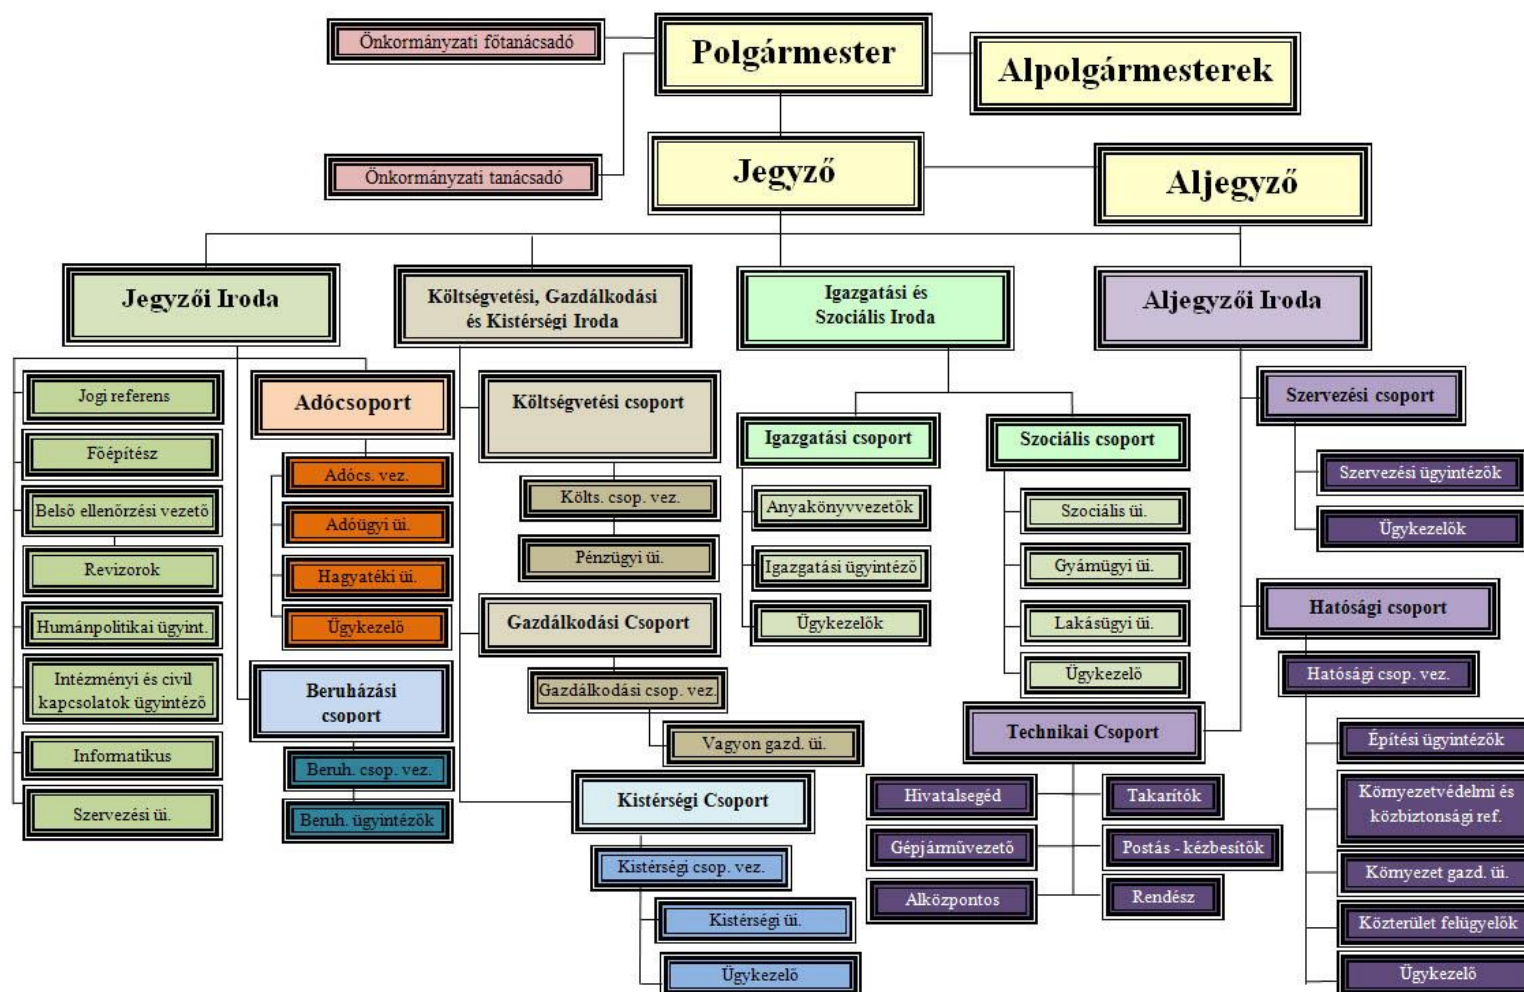 Önkormányzati főtanácsadó
Polgármester
Alpolgármesterek
Önkormányzati tanácsadó
Jegyző
Aljegyző
Jegyzői Iroda
Költségvetési, Gazdálkodási
és Kistérségi Iroda
Igazgatási és
Szociális Iroda
Aljegyzői Iroda
Jogi referens
Főépítész
Belső ellenőrzési vezető
Revizorok
Humánpolitikai ügyint.
Intézményi és civil
kapcsolatok ügyintéző
Informatikus
Szervezési üi.
Adócsoport
Adócs. vez.
Adóügyi üi.
Hagyatéki üi.
Ügykezelő
Beruházási
csoport
Beruh. csop. vez.
Beruh. ügyintézők
Költségvetési csoport
Költs. csop. vez.
Pénzügyi üi.
Gazdálkodási Csoport
Gazdálkodási csop. vez.
Vagyon gazd. üi.
Kistérségi Csoport
Kistérségi csop. vez.
Kistérségi üi.
Ügykezelő
Igazgatási csoport
Anyakönyvvezetők
Igazgatási ügyintéző
Ügykezelők
Szociális csoport
Szociális üi.
Gyámügyi üi.
Lakásügyi üi.
Ügykezelő
Technikai Csoport
Hivatalsegéd
Takarítók
Gépjárművezető
Postás - kézbesítők
Alközpontos
Rendész
Szervezési csoport
Szervezési ügyintézők
Ügykezelők
Hatósági csoport
Hatósági csop. vez.
Építési ügyintézők
Környezetvédelmi és
közbiztonsági ref.
Környezet gazd. üi.
Közterület felügyelők
Ügykezelő